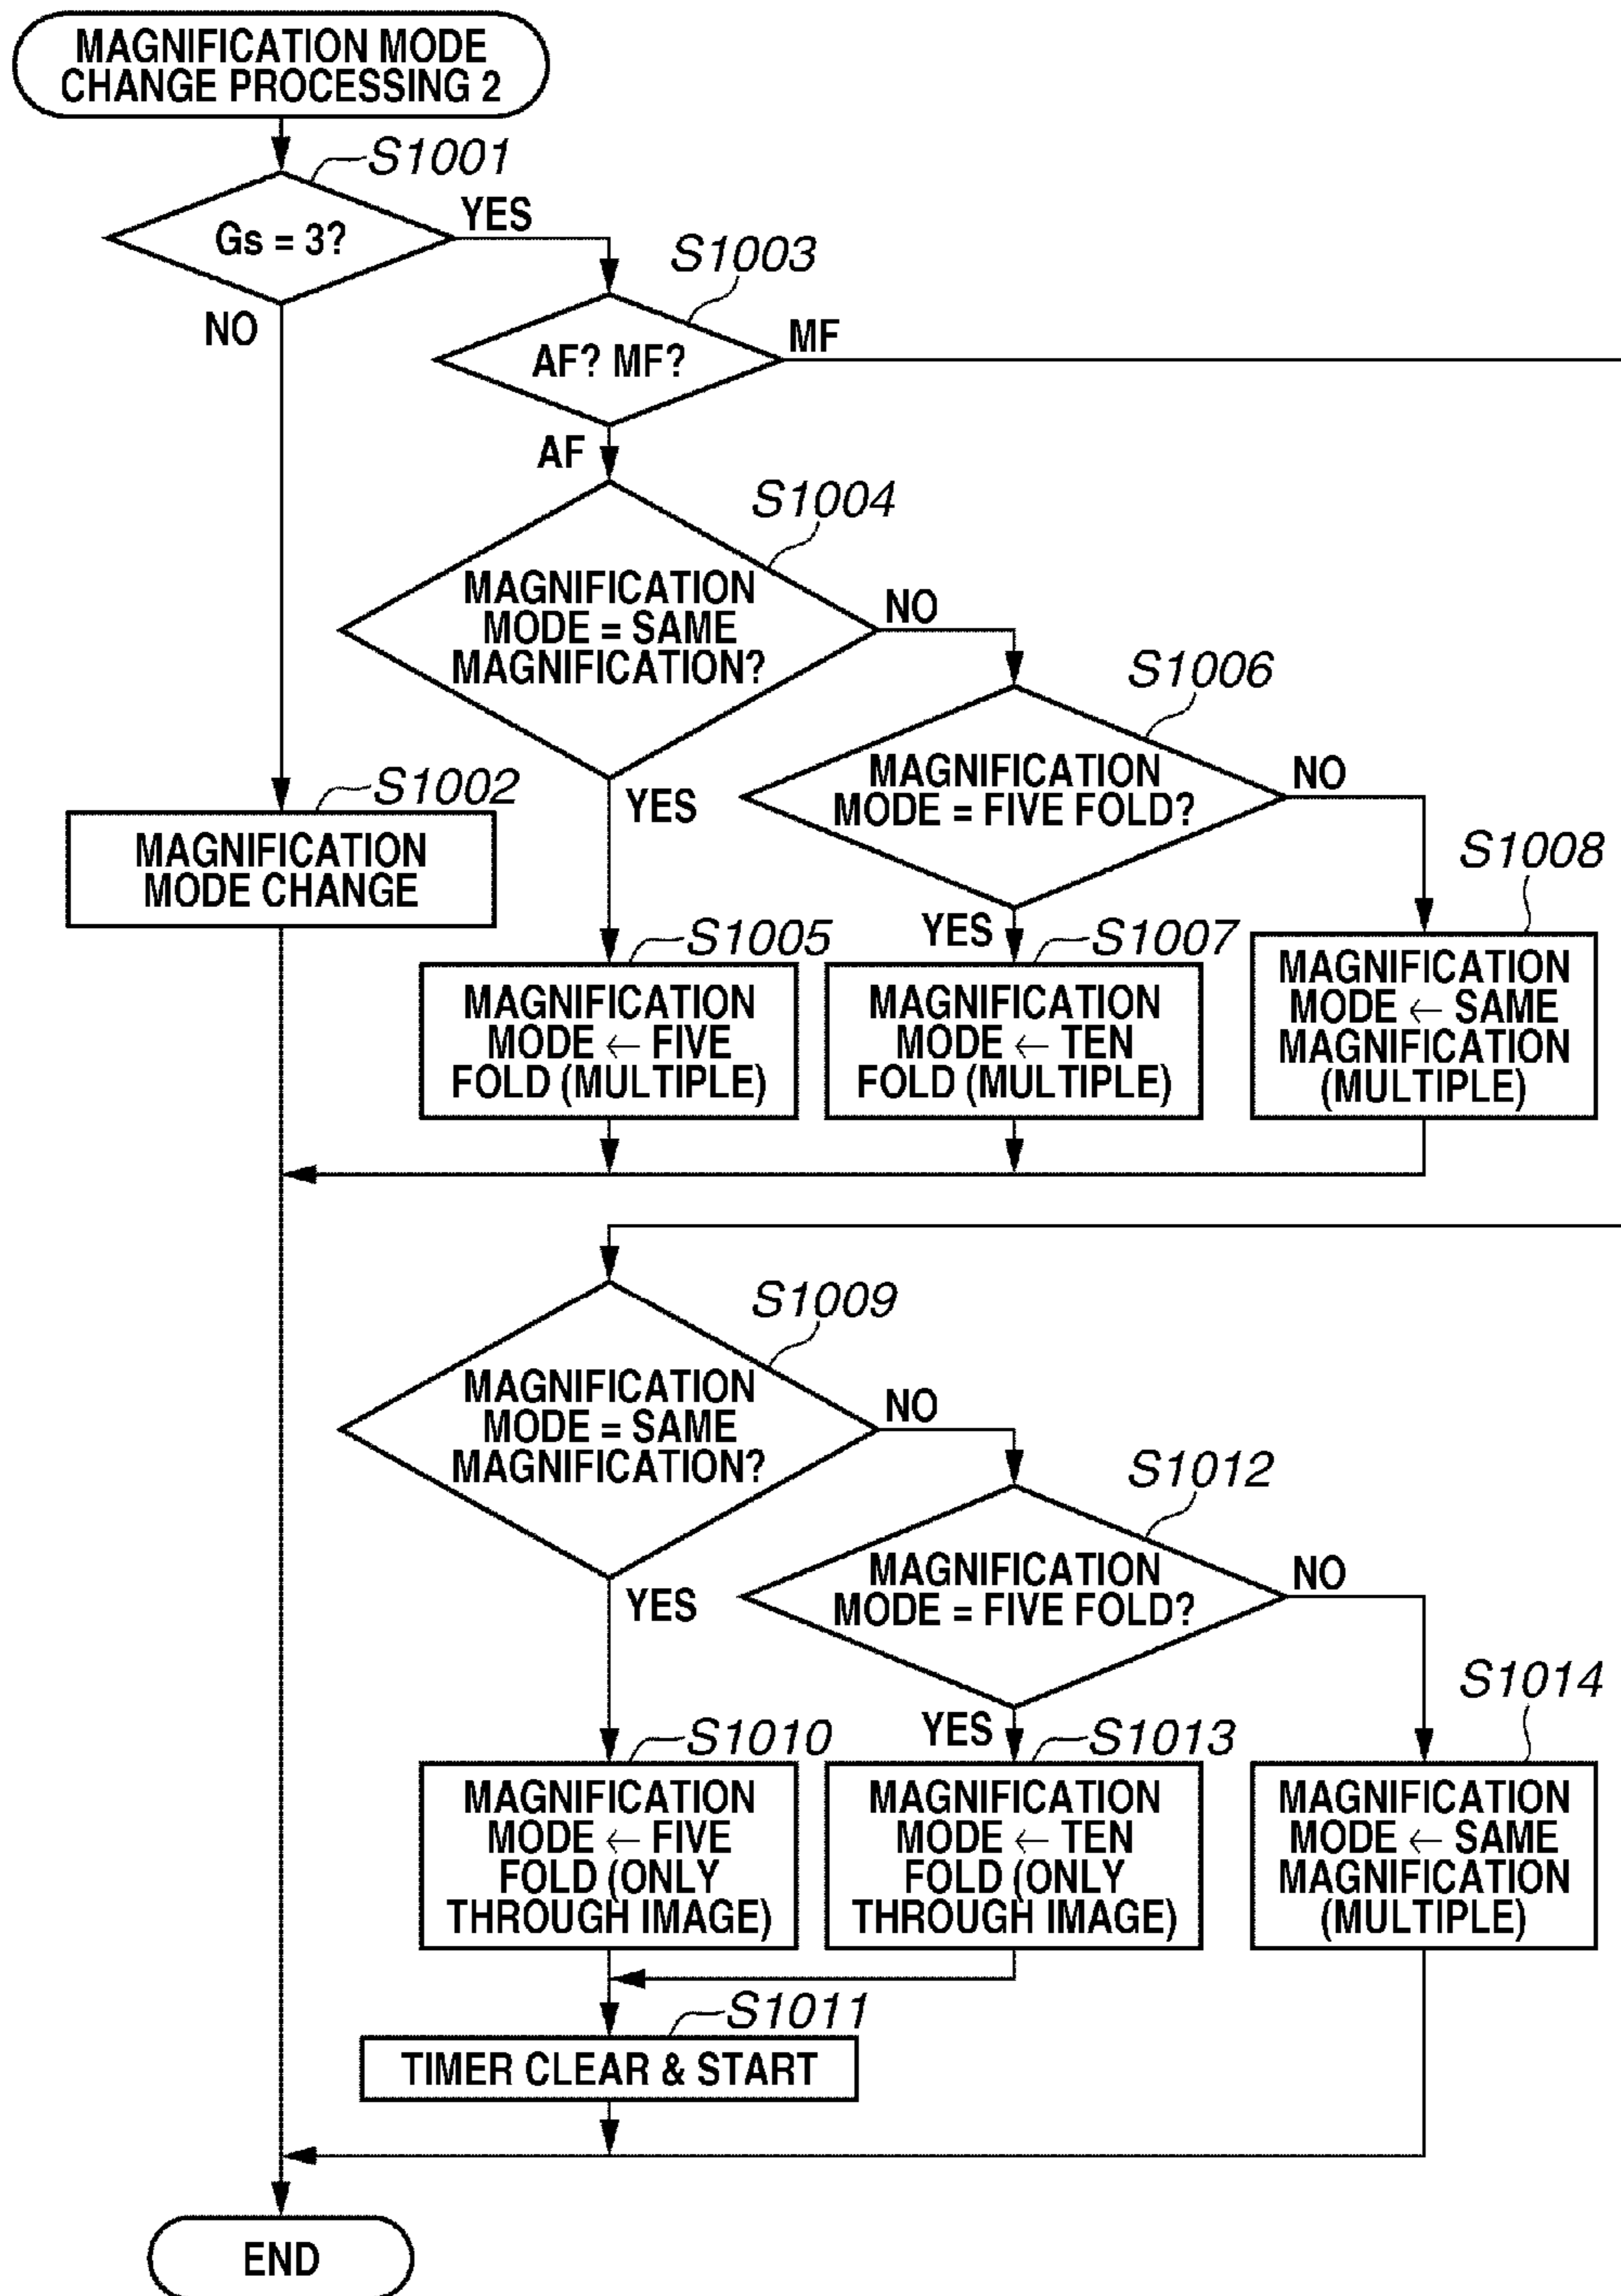 MAGNIFICATION MODE
CHANGE PROCESSING 2
S1001
Gs = 3?
YES
NO
S1003
AF? MF?
MF
AF
S1004
MAGNIFICATION
MODE = SAME
MAGNIFICATION?
NO
YES
S1006
MAGNIFICATION
MODE = FIVE FOLD?
NO
YES
S1002
MAGNIFICATION
MODE CHANGE
S1005
MAGNIFICATION
MODE ← FIVE
FOLD (MULTIPLE)
S1007
MAGNIFICATION
MODE ← TEN
FOLD (MULTIPLE)
S1008
MAGNIFICATION
MODE ← SAME
MAGNIFICATION
(MULTIPLE)
S1009
MAGNIFICATION
MODE = SAME
MAGNIFICATION?
NO
YES
S1012
MAGNIFICATION
MODE = FIVE FOLD?
NO
YES
S1010
MAGNIFICATION
MODE ← FIVE
FOLD (ONLY
THROUGH IMAGE)
S1013
MAGNIFICATION
MODE ← TEN
FOLD (ONLY
THROUGH IMAGE)
S1014
MAGNIFICATION
MODE ← SAME
MAGNIFICATION
(MULTIPLE)
S1011
TIMER CLEAR & START
END